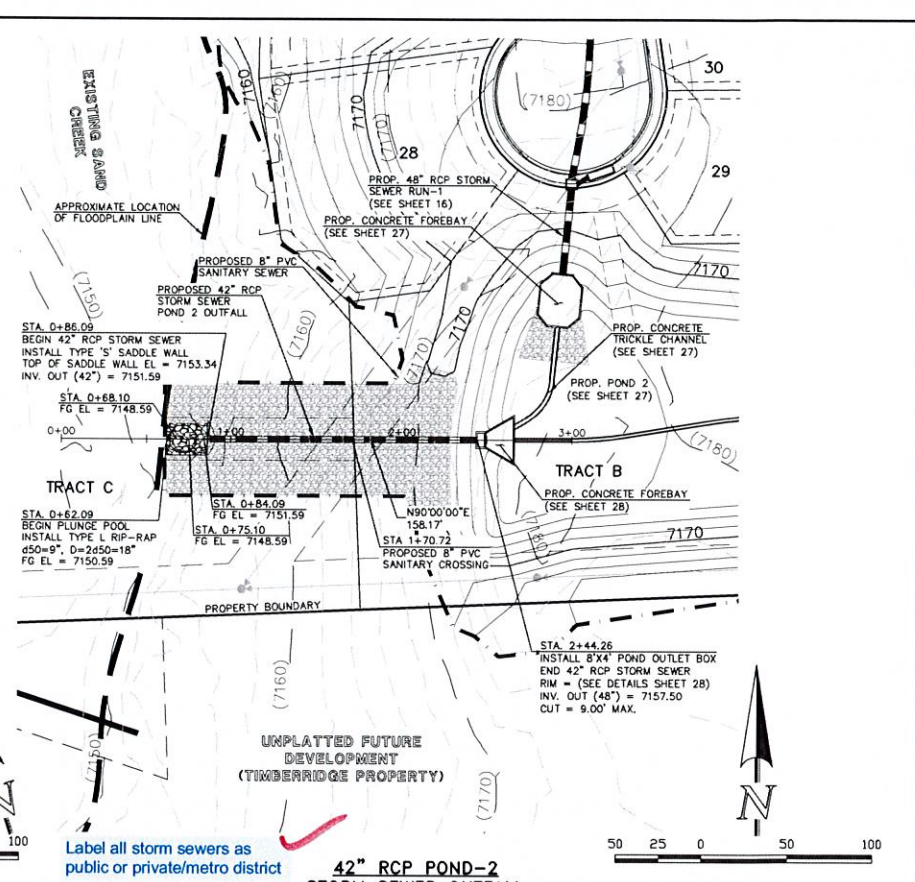 EXISTING SAND
CREEK
7160
(7160)
7170
(7170)
28
(7180)
30
29
PROP. 48" RCP STORM
SEWER RUN-1
(SEE SHEET 16)
APPROXIMATE LOCATION
OF FLOODPLAIN LINE
PROP. CONCRETE FOREBAY
(SEE SHEET 27)
PROPOSED 8" PVC
SANITARY SEWER
(7150)
PROPOSED 42" RCP
STORM SEWER
POND 2 OUTFALL
7170
7170
(7160)
(7170)
STA. 0+86.09
BEGIN 42" RCP STORM SEWER
INSTALL TYPE 'S' SADDLE WALL
TOP OF SADDLE WALL EL = 7153.34
INV. OUT (42") = 7151.59
PROP. CONCRETE
TRICKLE CHANNEL
(SEE SHEET 27)
PROP. POND 2
(SEE SHEET 27)
STA. 0+68.10
FG EL = 7148.59
0+00
1+00
2+00
3+00
(7180)
TRACT C
TRACT B
STA. 0+62.09
BEGIN PLUNGE POOL
INSTALL TYPE L RIP-RAP
d50=9", D=2d50=18"
FG EL = 7150.59
STA. 0+84.09
FG EL = 7151.59
STA. 0+75.10
FG EL = 7148.59
N90°00'00"E
158.17'
STA 1+70.72
PROPOSED 8" PVC
SANITARY CROSSING
PROP. CONCRETE FOREBAY
(SEE SHEET 28)
(7180)
7170
PROPERTY BOUNDARY
STA. 2+44.26
INSTALL 8'X4' POND OUTLET BOX
END 42" RCP STORM SEWER
RIM = (SEE DETAILS SHEET 28)
INV. OUT (48") = 7157.50
CUT = 9.00' MAX.
(7160)
(7150)
(7170)
UNPLATTED FUTURE
DEVELOPMENT
(TIMBERRIDGE PROPERTY)
N
100
Label all storm sewers as
public or private/metro district
42" RCP POND-2
STORM SEWER OUTFALL
50 25 0 50 100